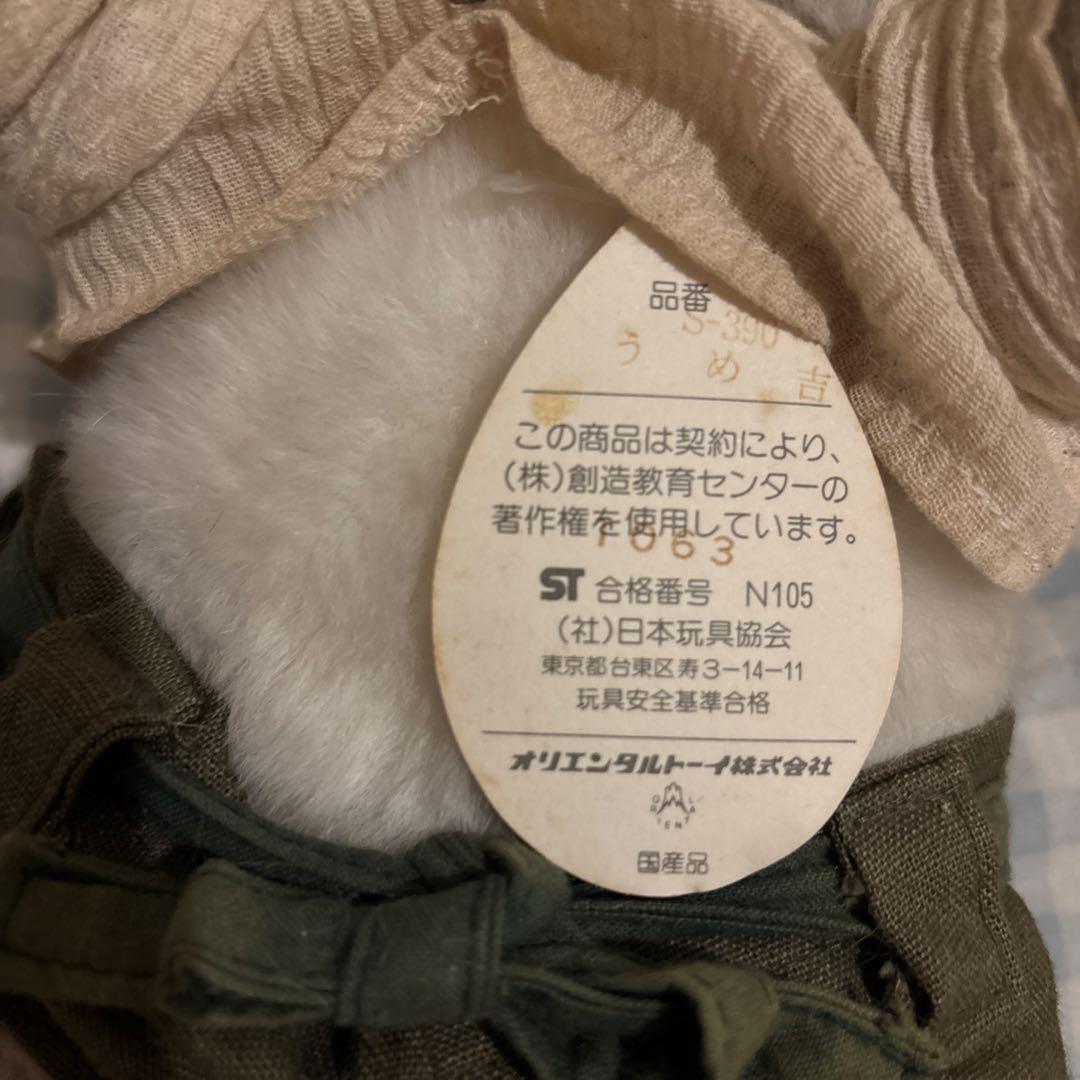 品番
S-390
うめ吉
この商品は契約により、
(株)創造教育センターの
著作権を使用しています。
1063
ST 合格番号 N105
(社)日本玩具協会
東京都台東区寿3-14-11
玩具安全基準合格
オリエンタルトーイ株式会社
国産品